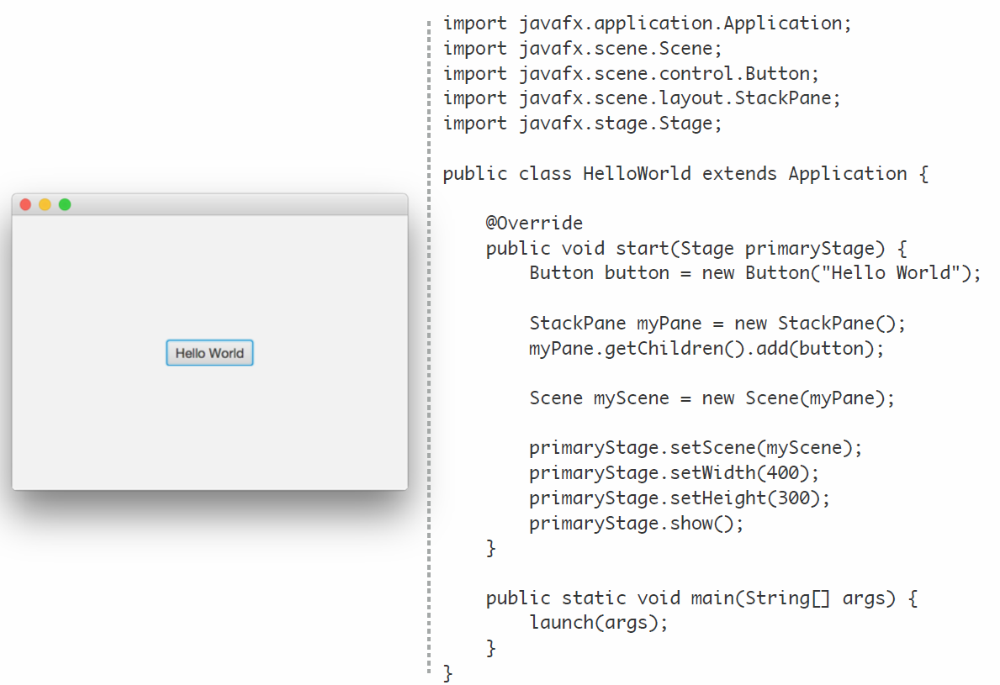 Hello World
import javafx.application.Application;
import javafx.scene.Scene;
import javafx.scene.control.Button;
import javafx.scene.layout.StackPane;
import javafx.stage.Stage;
public class HelloWorld extends Application {
@Override
public void start(Stage primaryStage) {
Button button = new Button("Hello World");
StackPane myPane = new StackPane();
myPane.getChildren().add(button);
Scene myScene = new Scene(myPane);
primaryStage.setScene(myScene);
primaryStage.setWidth(400);
primaryStage.setHeight(300);
primaryStage.show();
}
public static void main(String[] args) {
launch(args);
}
}